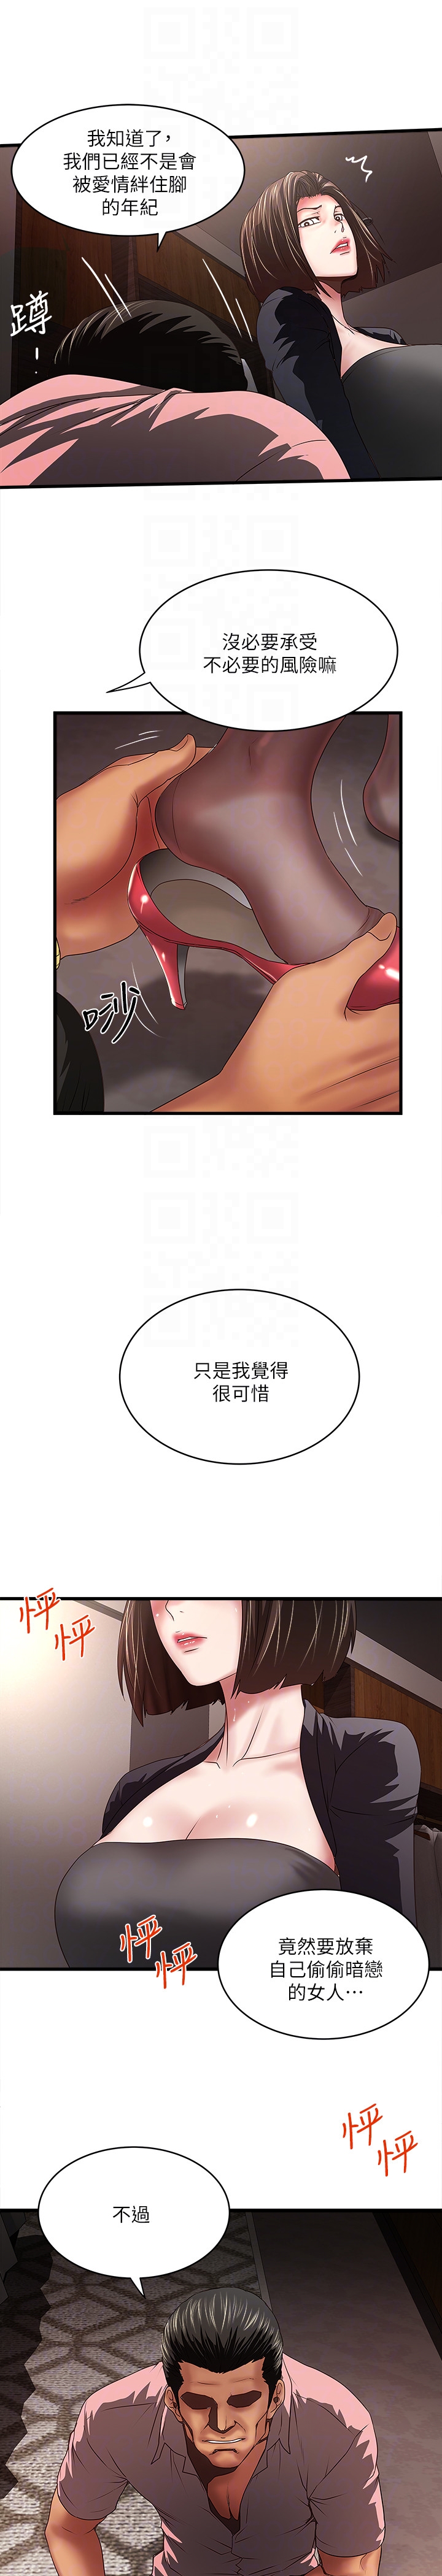 我知道了，
我們已經不是會
被愛情絆住腳
的年紀
蹲
沒必要承受
不必要的風險嘛
唦
只是我覺得
很可惜
怦
怦
怦
怦
竟然要放棄
自己偷偷暗戀
的女人⋯
怦
怦
不過